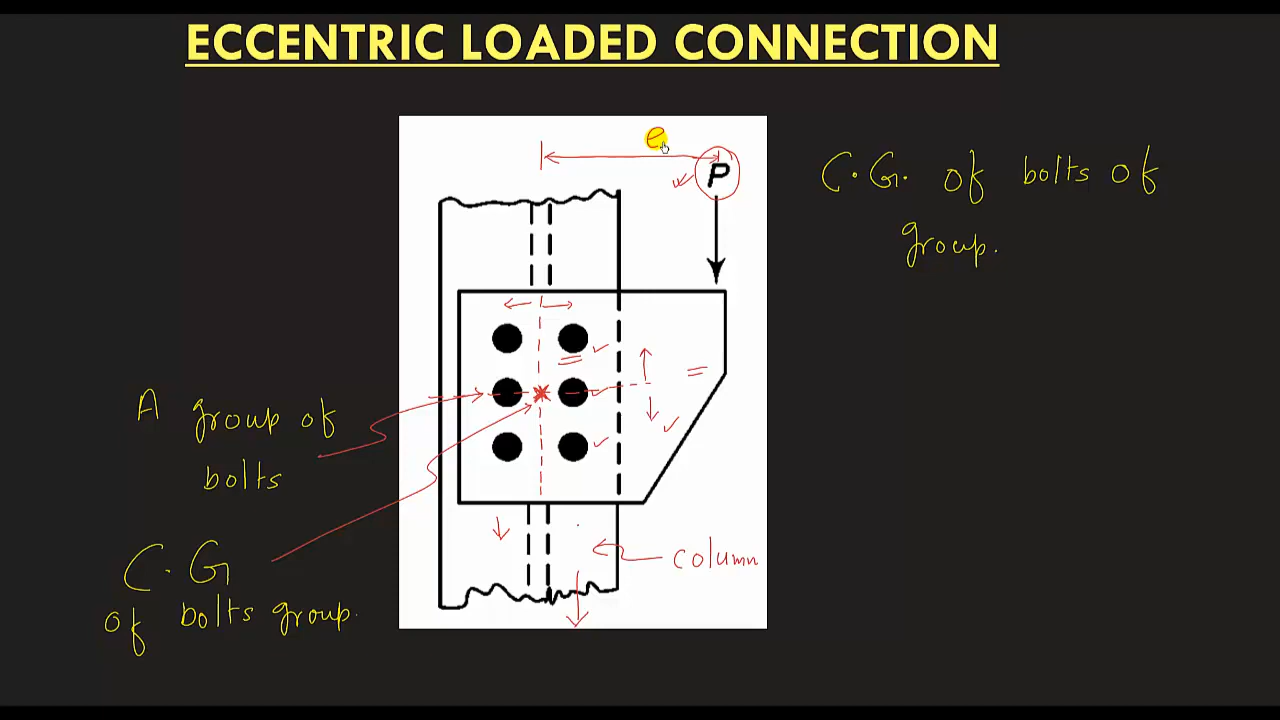 ECCENTRIC LOADED CONNECTION
e
P
C.G. of bolts of
group.
A group of
bolts
C.G
of bolts group.
column